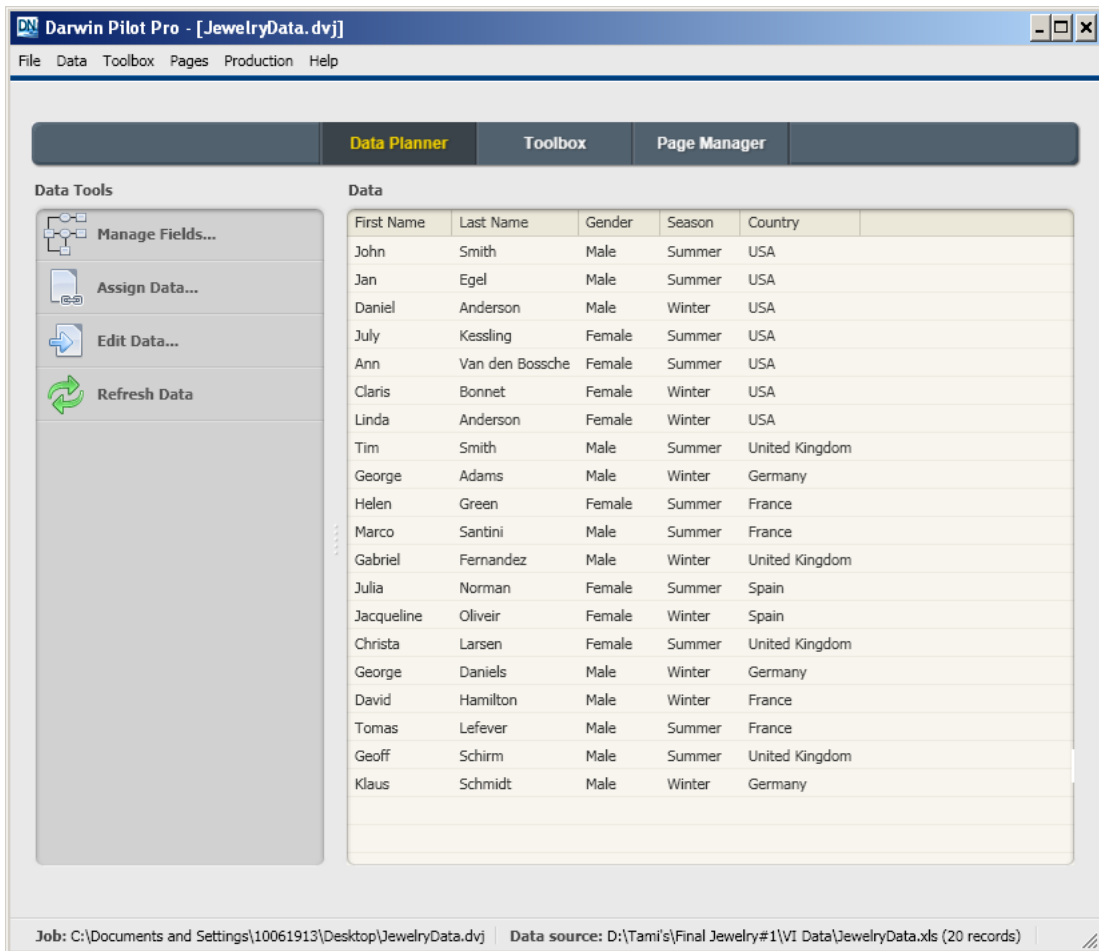 DN Darwin Pilot Pro - [JewelryData.dvj]
File Data Toolbox Pages Production Help
Data Planner Toolbox Page Manager
Data Tools
Manage Fields...
Assign Data...
Edit Data...
Refresh Data
Data
First Name Last Name Gender Season Country
John Smith Male Summer USA
Jan Egel Male Summer USA
Daniel Anderson Male Winter USA
July Kessling Female Summer USA
Ann Van den Bossche Female Summer USA
Claris Bonnet Female Winter USA
Linda Anderson Female Winter USA
Tim Smith Male Summer United Kingdom
George Adams Male Winter Germany
Helen Green Female Summer France
Marco Santini Male Summer France
Gabriel Fernandez Male Winter United Kingdom
Julia Norman Female Summer Spain
Jacqueline Oliveir Female Winter Spain
Christa Larsen Female Summer United Kingdom
George Daniels Male Winter Germany
David Hamilton Male Winter France
Tomas Lefever Male Summer France
Geoff Schirm Male Summer United Kingdom
Klaus Schmidt Male Winter Germany
Job: C:\Documents and Settings\10061913\Desktop\JewelryData.dvj Data source: D:\Tami's\Final Jewelry#1\VI Data\JewelryData.xls (20 records)